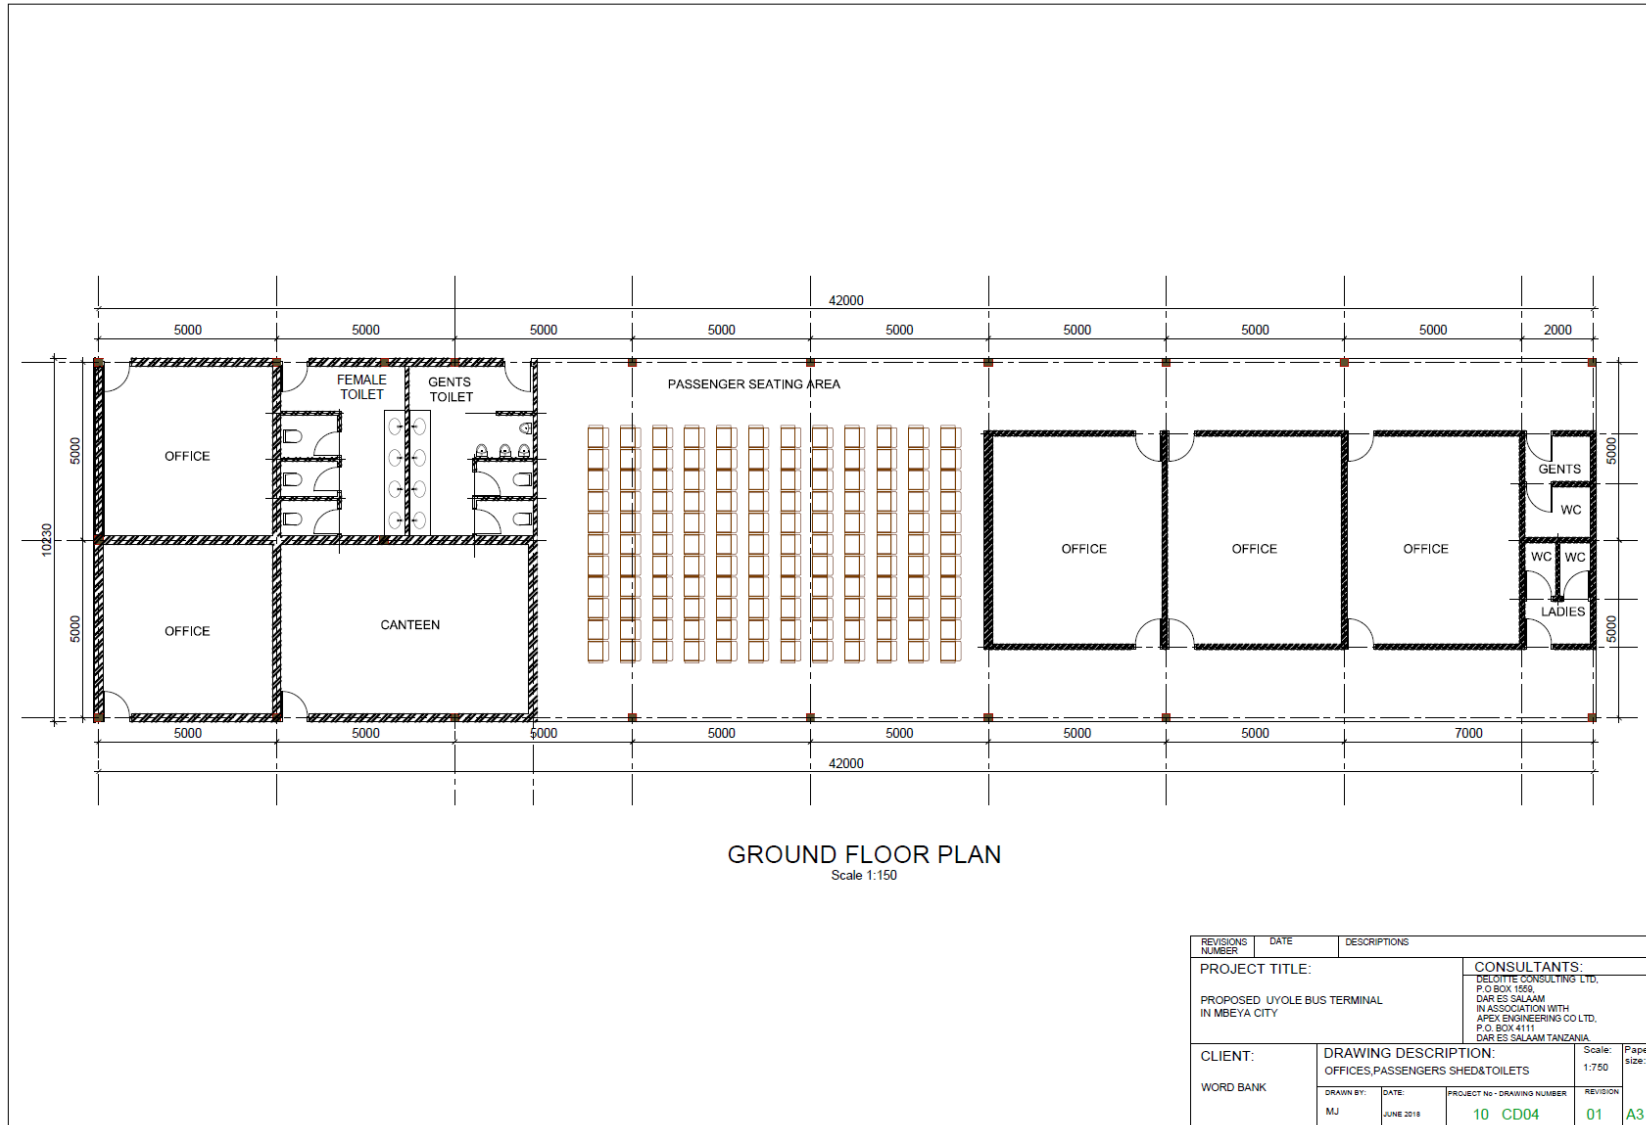 42000
5000 5000 5000 5000 5000 5000 5000 5000 2000
FEMALE
TOILET
GENTS
TOILET
PASSENGER SEATING AREA
5000
OFFICE
5000
GENTS
WC
10230
OFFICE
OFFICE
OFFICE
WC
WC
5000
OFFICE
CANTEEN
LADIES
5000
5000 5000 5000 5000 5000 5000 5000 7000
42000
GROUND FLOOR PLAN
Scale 1:150
REVISIONS
NUMBER
DATE
DESCRIPTIONS
PROJECT TITLE:
PROPOSED UYOLE BUS TERMINAL
IN MBEYA CITY
CONSULTANTS:
DELOITTE CONSULTING LTD,
P.O BOX 1559,
DAR ES SALAAM
IN ASSOCIATION WITH
APEX ENGINEERING CO LTD,
P.O. BOX 4111
DAR ES SALAAM TANZANIA.
CLIENT:
WORD BANK
DRAWING DESCRIPTION:
OFFICES,PASSENGERS SHED&TOILETS
Scale:
1:750
Pape
size:
DRAWN BY:
MJ
DATE:
JUNE 2018
PROJECT No - DRAWING NUMBER
10 CD04
REVISION
01
A3